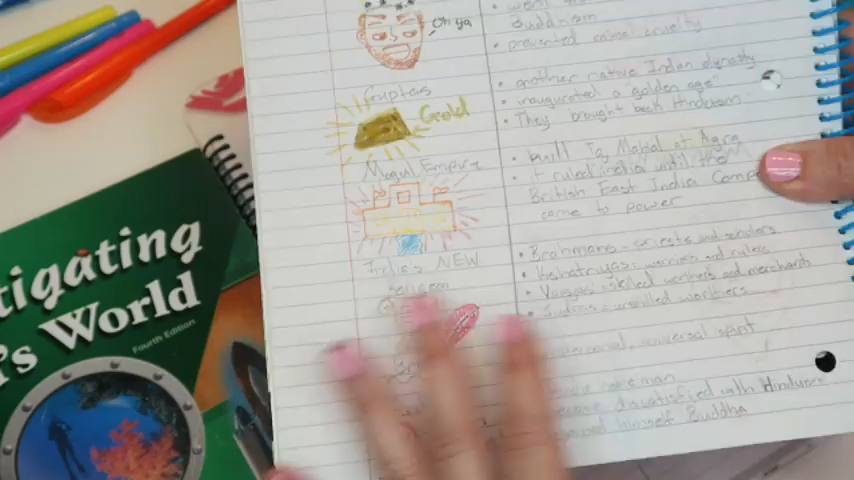 Oh ya
Buddhism
prevented animal cruelty
Guptas
Gold
another native Indian dynasty
inaugurated a "golden age"
They brought back Hinduism
Mogul Empire
built Taj Mahal at Agra
it ruled india until the
British East India Comp
came to power
India's NEW
religion
Brahmans - priests and scholars
kshatriyas - warriors and rulers
Vaisyas - skilled workers and merchants
Sudras - unskilled workers
universal spirit
dissatisfied with Hinduism
himself Buddha
tigating
's World
Fourth Edition